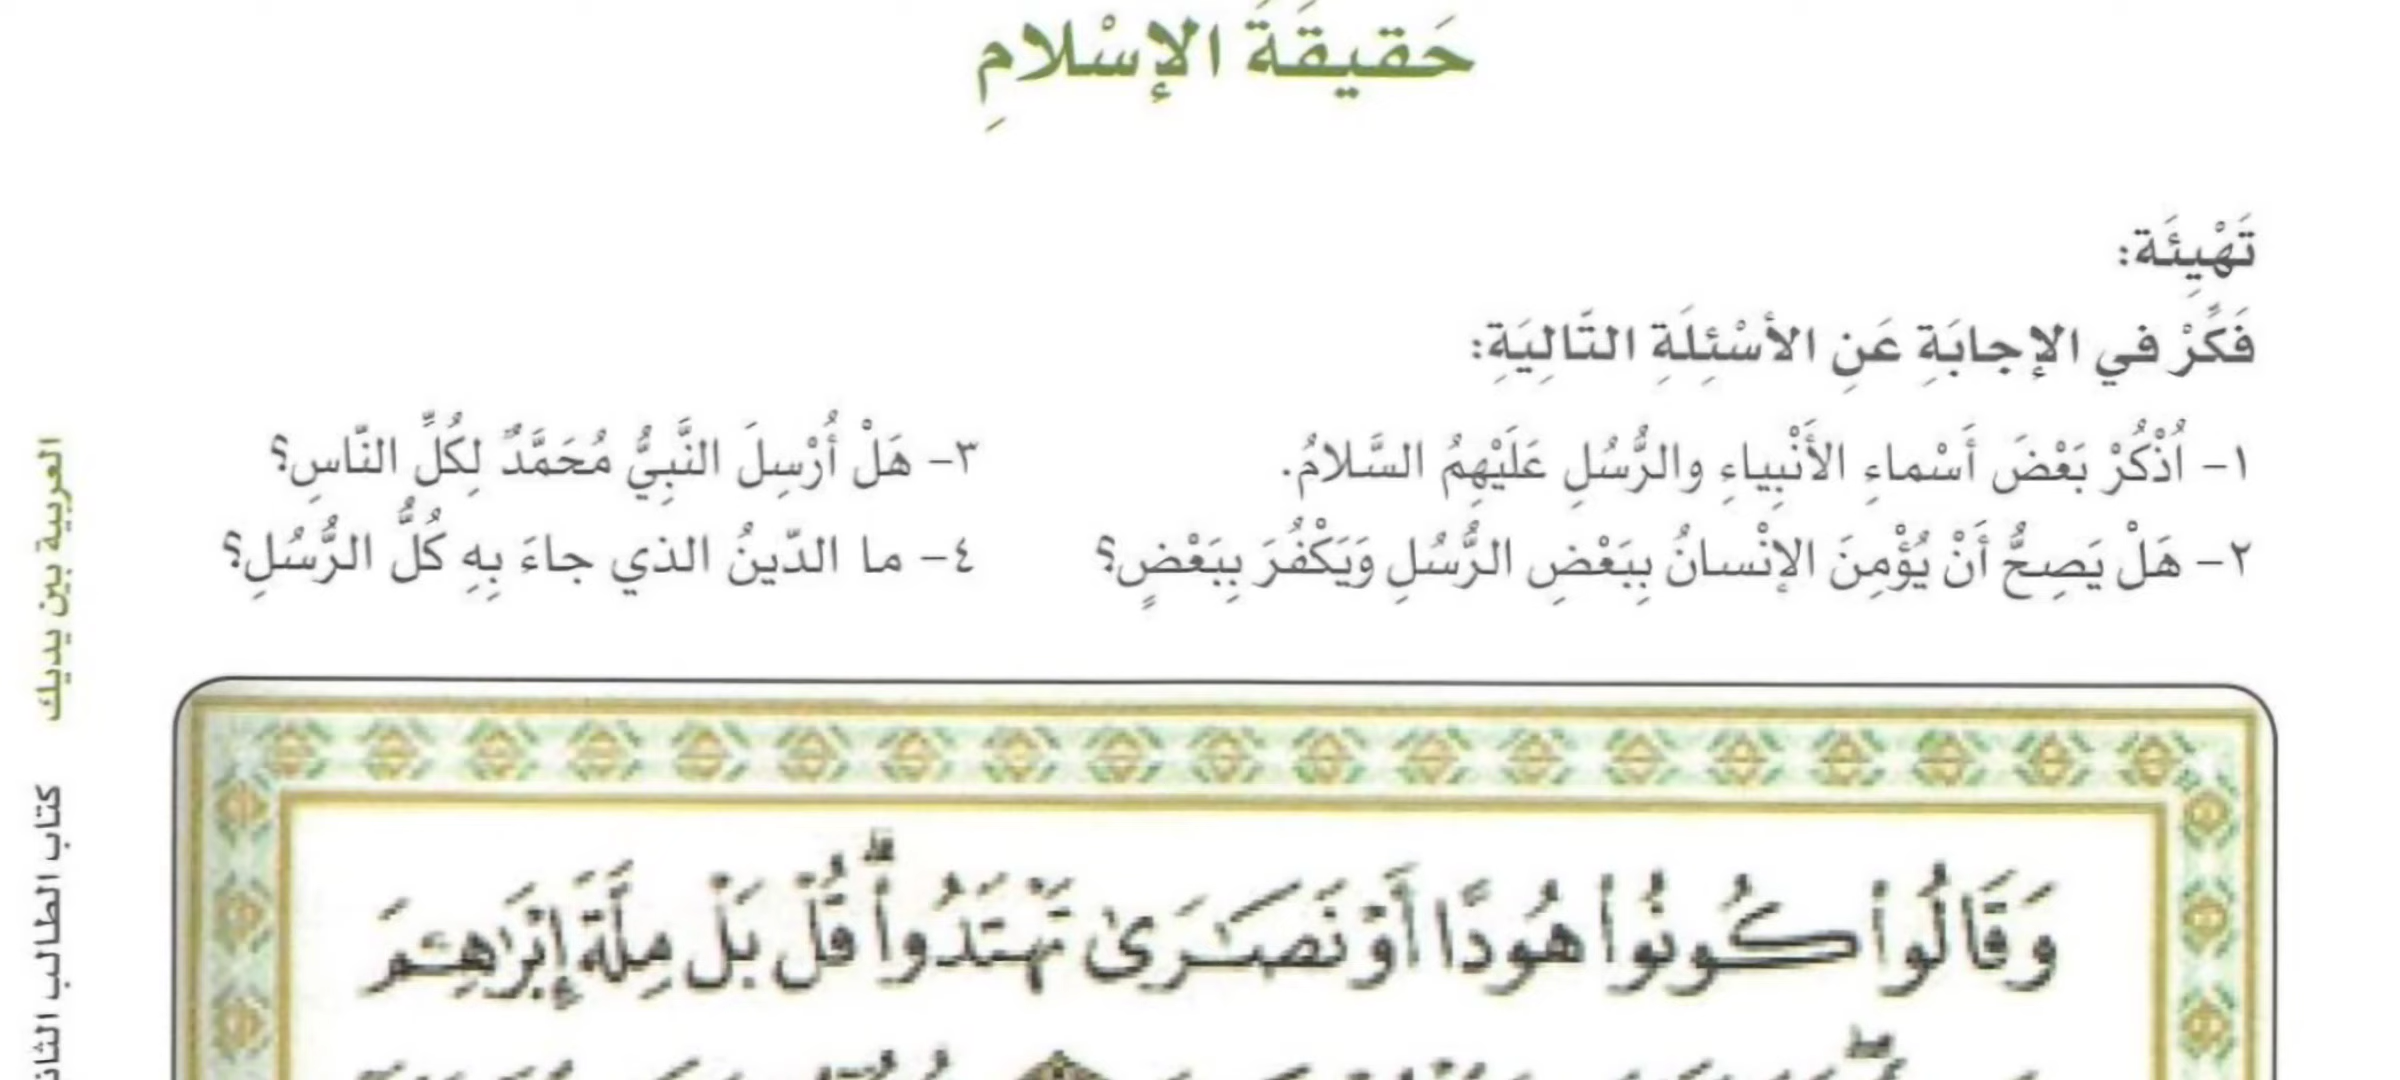 حَقيقَةُ الإسْلامِ
تَهْيِئَة:
فَكِّرْ في الإجابَةِ عَنِ الأسْئِلَةِ التَّالِيَةِ:
١- اُذْكُرْ بَعْضَ أَسْماءِ الأَنْبِياءِ والرُّسُلِ عَلَيْهِمُ السَّلامُ.
٢- هَلْ يَصِحُّ أَنْ يُؤْمِنَ الإنْسانُ بِبَعْضِ الرُّسُلِ وَيَكْفُرَ بِبَعْضٍ؟
٣- هَلْ أُرْسِلَ النَّبِيُّ مُحَمَّدٌ لِكُلِّ النّاسِ؟
٤- ما الدّينُ الذي جاءَ بِهِ كُلُّ الرُّسُلِ؟
وَقَالُوا۟ كُونُوا۟ هُودًا أَوْ نَصَـٰرَىٰ تَهْتَدُوا۟ ۗ قُلْ بَلْ مِلَّةَ إِبْرَٰهِـۧمَ
العربية بين يديك
كتاب الطالب